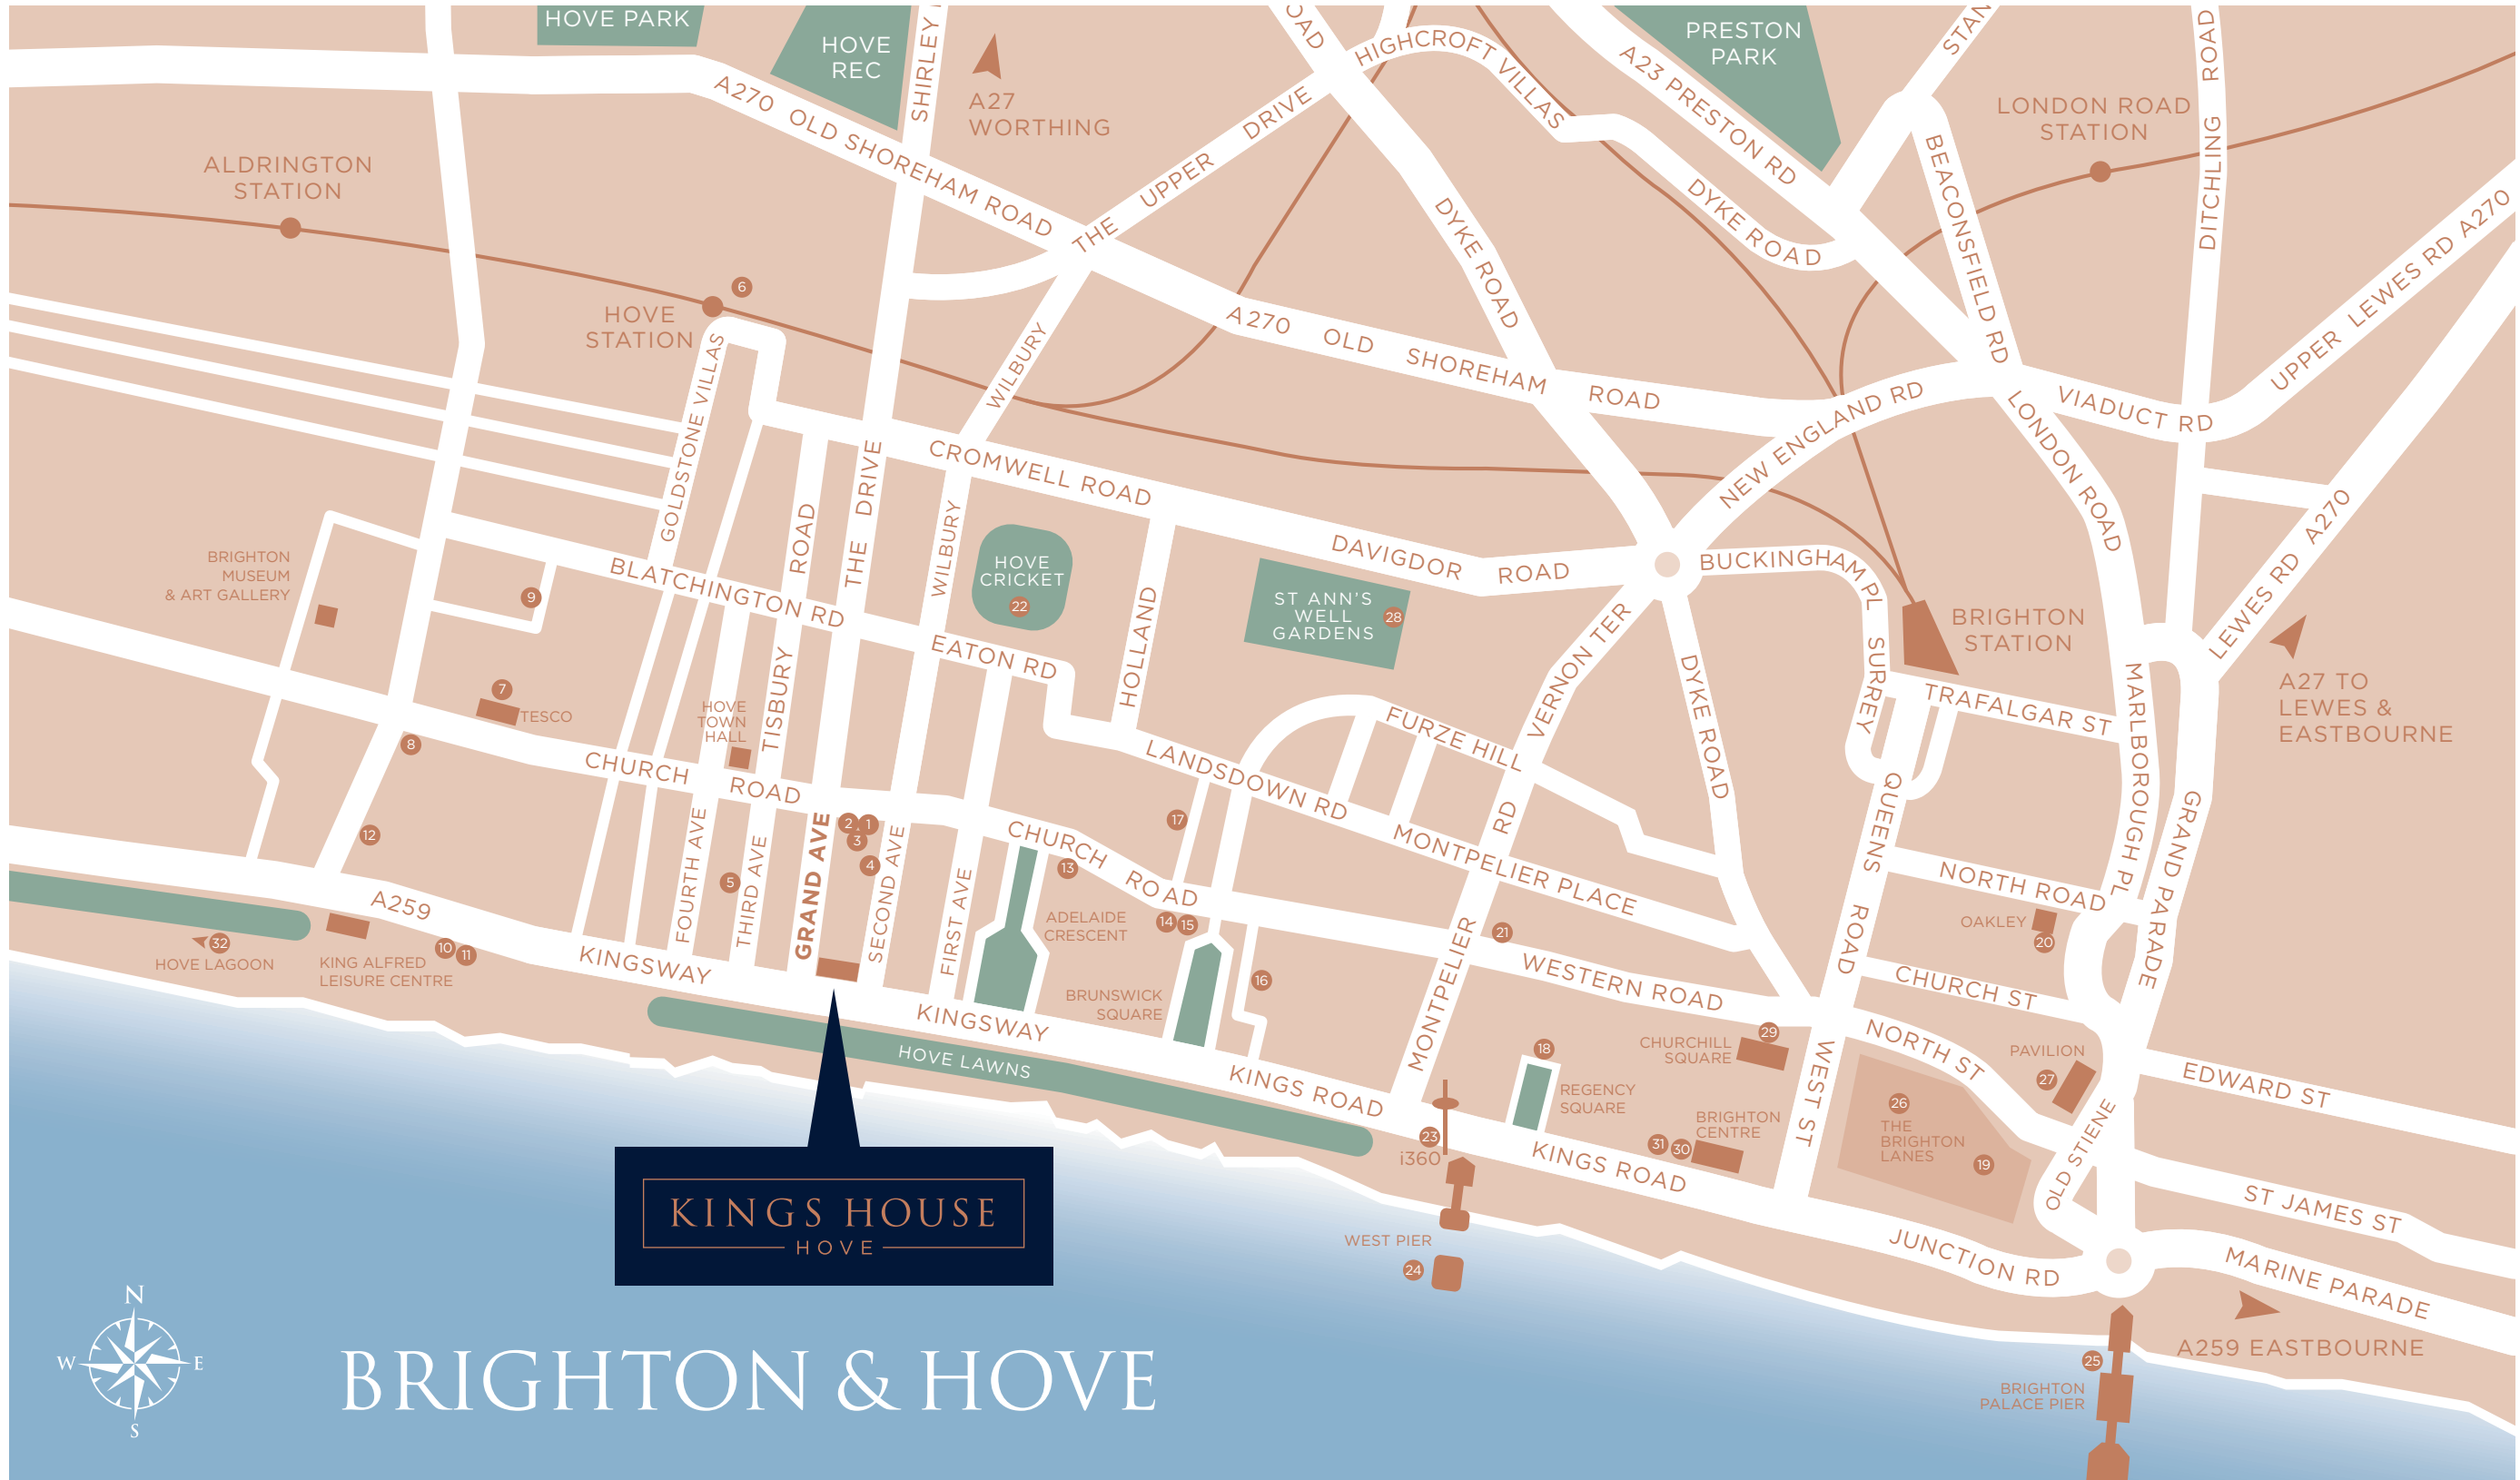 HOVE PARK
HOVE
REC
SHIRLEY
A27
WORTHING
OAD
HIGHCROFT VILLAS
A23 PRESTON RD
PRESTON
PARK
STAN
DITCHLING ROAD
LONDON ROAD
STATION
A270 OLD SHOREHAM ROAD
THE UPPER DRIVE
ALDRINGTON
STATION
DYKE ROAD
DYKE ROAD
BEACONSFIELD RD
UPPER LEWES RD A270
6
HOVE
STATION
GOLDSTONE VILLAS
WILBURY
A270 OLD SHOREHAM ROAD
NEW ENGLAND RD
VIADUCT RD
LONDON ROAD
CROMWELL ROAD
THE DRIVE
WILBURY
ROAD
TISBURY
HOVE
CRICKET
22
HOLLAND
DAVIGDOR ROAD
BUCKINGHAM PL
LEWES RD A270
BRIGHTON
MUSEUM
& ART GALLERY
9
BLATCHINGTON RD
EATON RD
ST ANN'S
WELL
GARDENS
28
VERNON TER
DYKE ROAD
SURREY
BRIGHTON
STATION
TRAFALGAR ST
A27 TO
LEWES &
EASTBOURNE
7
TESCO
8
HOVE
TOWN
HALL
CHURCH ROAD
LANDSDOWN RD
FURZE HILL
MARLBOROUGH PL
GRAND PARADE
QUEENS ROAD
12
FOURTH AVE
5
THIRD AVE
GRAND AVE
2
1
3
4
SECOND AVE
FIRST AVE
CHURCH ROAD
13
17
MONTPELIER RD
MONTPELIER PLACE
NORTH ROAD
OAKLEY
20
A259
ADELAIDE
CRESCENT
14
15
21
32
HOVE LAGOON
KING ALFRED
LEISURE CENTRE
10
11
KINGSWAY
BRUNSWICK
SQUARE
16
WESTERN ROAD
CHURCH ST
KINGSWAY
HOVE LAWNS
KINGS ROAD
18
REGENCY
SQUARE
CHURCHILL
SQUARE
29
WEST ST
NORTH ST
PAVILION
27
EDWARD ST
23
i360
KINGS ROAD
31
30
BRIGHTON
CENTRE
26
THE
BRIGHTON
LANES
19
OLD STIENE
ST JAMES ST
KINGS HOUSE
HOVE
WEST PIER
24
JUNCTION RD
MARINE PARADE
A259 EASTBOURNE
25
BRIGHTON
PALACE PIER
N
W
E
S
BRIGHTON & HOVE